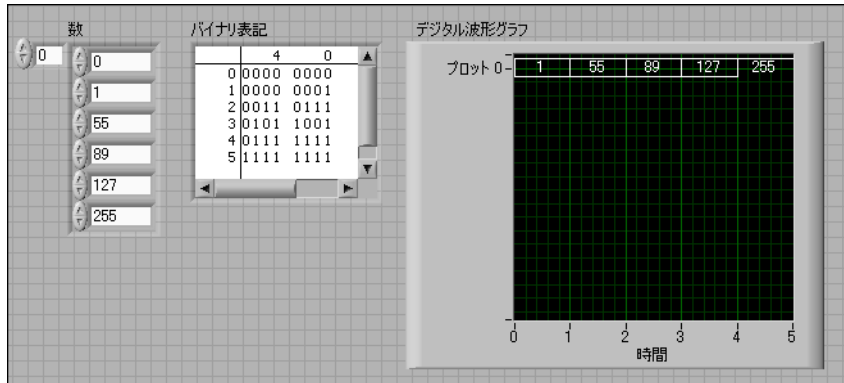 数
0
0
1
55
89
127
255
バイナリ表記
4 0
0 0000 0000
1 0000 0001
2 0011 0111
3 0101 1001
4 0111 1111
5 1111 1111
デジタル波形グラフ
プロット 0
1 55 89 127 255
0 1 2 3 4 5
時間